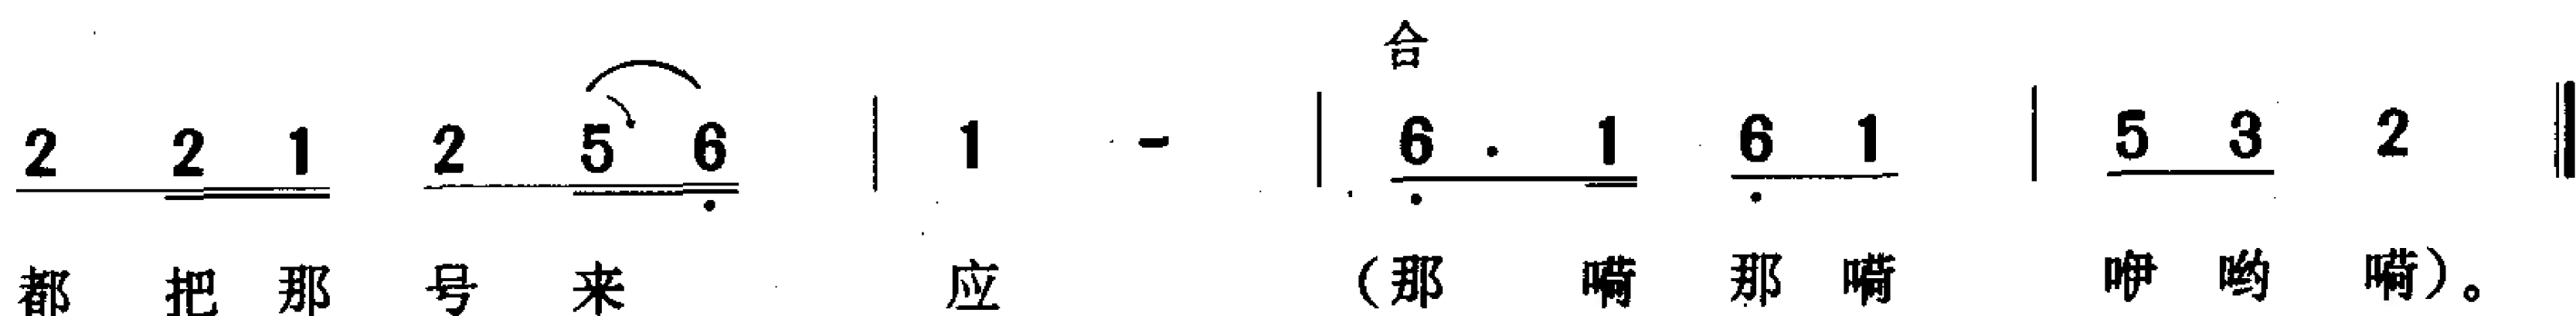 合
2 2 1 2 5 6 | 1 - | 6 . 1 6 1 | 5 3 2 ‖
都 把 那 号 来 应 （那 嗬 那 嗬 咿 哟 嗬）。